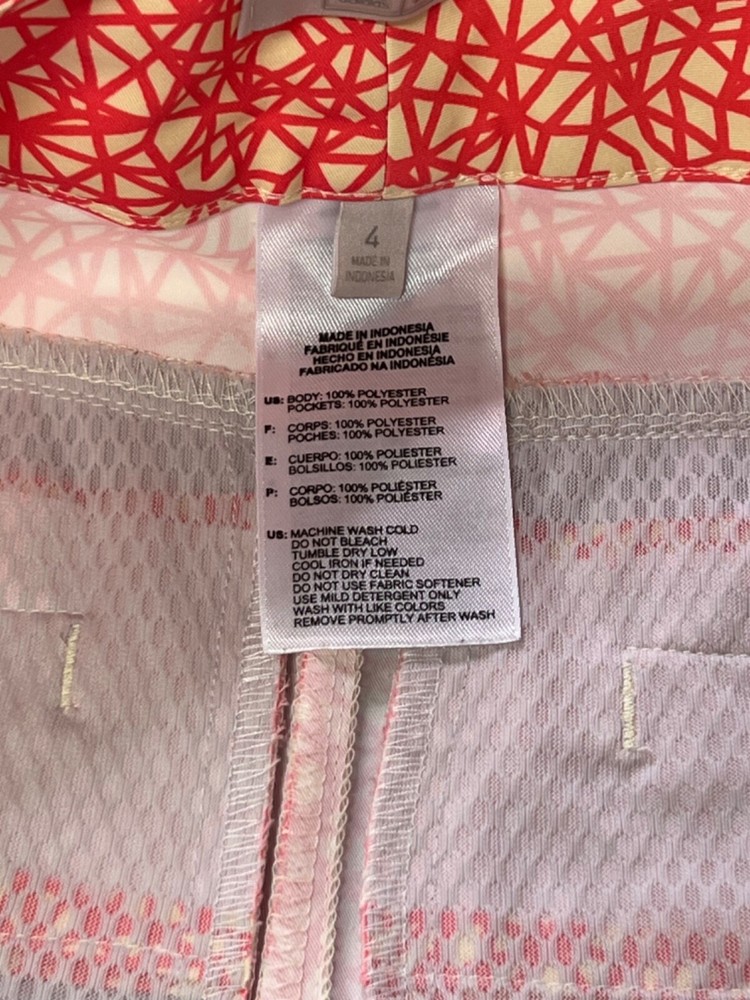 adidas
4
MADE IN
INDONESIA
MADE IN INDONESIA
FABRIQUÉ EN INDONÉSIE
HECHO EN INDONESIA
FABRICADO NA INDONÉSIA
US: BODY: 100% POLYESTER
POCKETS: 100% POLYESTER
F: CORPS: 100% POLYESTER
POCHES: 100% POLYESTER
E: CUERPO: 100% POLIESTER
BOLSILLOS: 100% POLIESTER
P: CORPO: 100% POLIÉSTER
BOLSOS: 100% POLIÉSTER
US: MACHINE WASH COLD
DO NOT BLEACH
TUMBLE DRY LOW
COOL IRON IF NEEDED
DO NOT DRY CLEAN
DO NOT USE FABRIC SOFTENER
USE MILD DETERGENT ONLY
WASH WITH LIKE COLORS
REMOVE PROMPTLY AFTER WASH